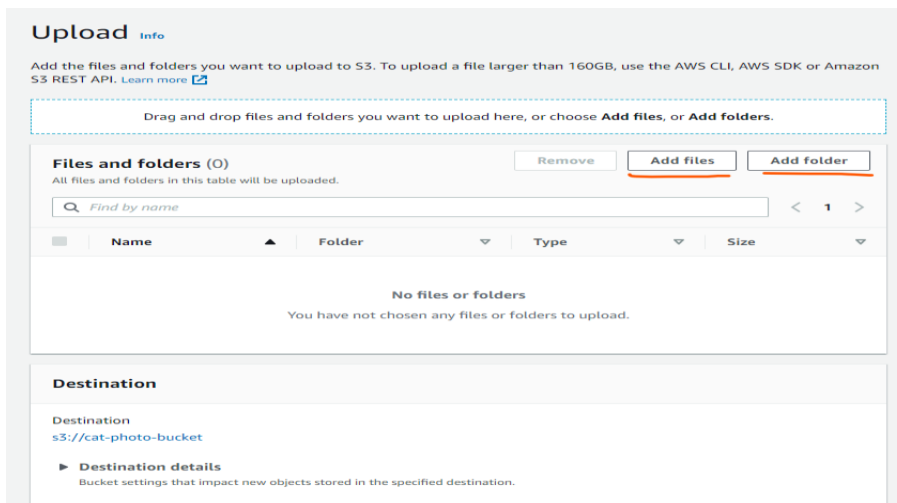 Upload Info
Add the files and folders you want to upload to S3. To upload a file larger than 160GB, use the AWS CLI, AWS SDK or Amazon
S3 REST API. Learn more
Drag and drop files and folders you want to upload here, or choose Add files, or Add folders.
Files and folders (0)
Remove
Add files
Add folder
All files and folders in this table will be uploaded.
Find by name
< 1 >
Name Folder Type Size
No files or folders
You have not chosen any files or folders to upload.
Destination
Destination
s3://cat-photo-bucket
Destination details
Bucket settings that impact new objects stored in the specified destination.